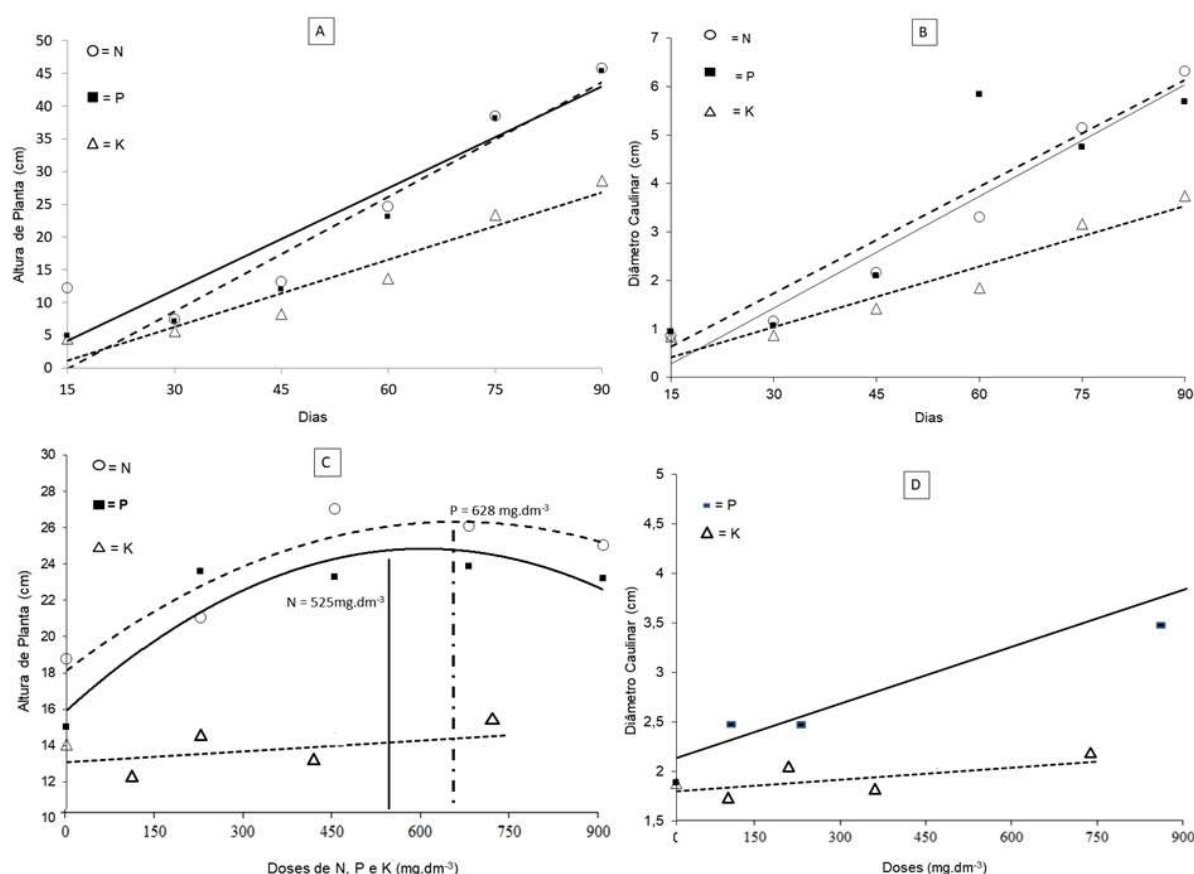 A
○ = N
■ = P
△ = K
Altura de Planta (cm)
50
45
40
35
30
25
20
15
10
5
0
15 30 45 60 75 90
Dias
B
○ = N
■ = P
△ = K
Diâmetro Caulinar (cm)
7
6
5
4
3
2
1
0
15 30 45 60 75 90
Dias
C
○ = N
■ = P
△ = K
P = 628 mg.dm⁻³
N = 525mg.dm⁻³
Altura de Planta (cm)
30
28
26
24
22
20
18
16
14
12
10
0 150 300 450 600 750 900
Doses de N, P e K (mg.dm⁻³)
D
= P
△ = K
Diâmetro Caulinar (cm)
5
4,5
4
3,5
3
2,5
2
1,5
150 300 450 600 750 900
Doses (mg.dm⁻³)